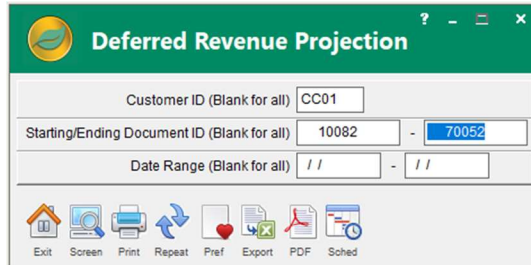 ? - □ ×
Deferred Revenue Projection
Customer ID (Blank for all) CC01
Starting/Ending Document ID (Blank for all) 10082 - 70052
Date Range (Blank for all) / / - / /
Exit Screen Print Repeat Pref Export PDF Sched